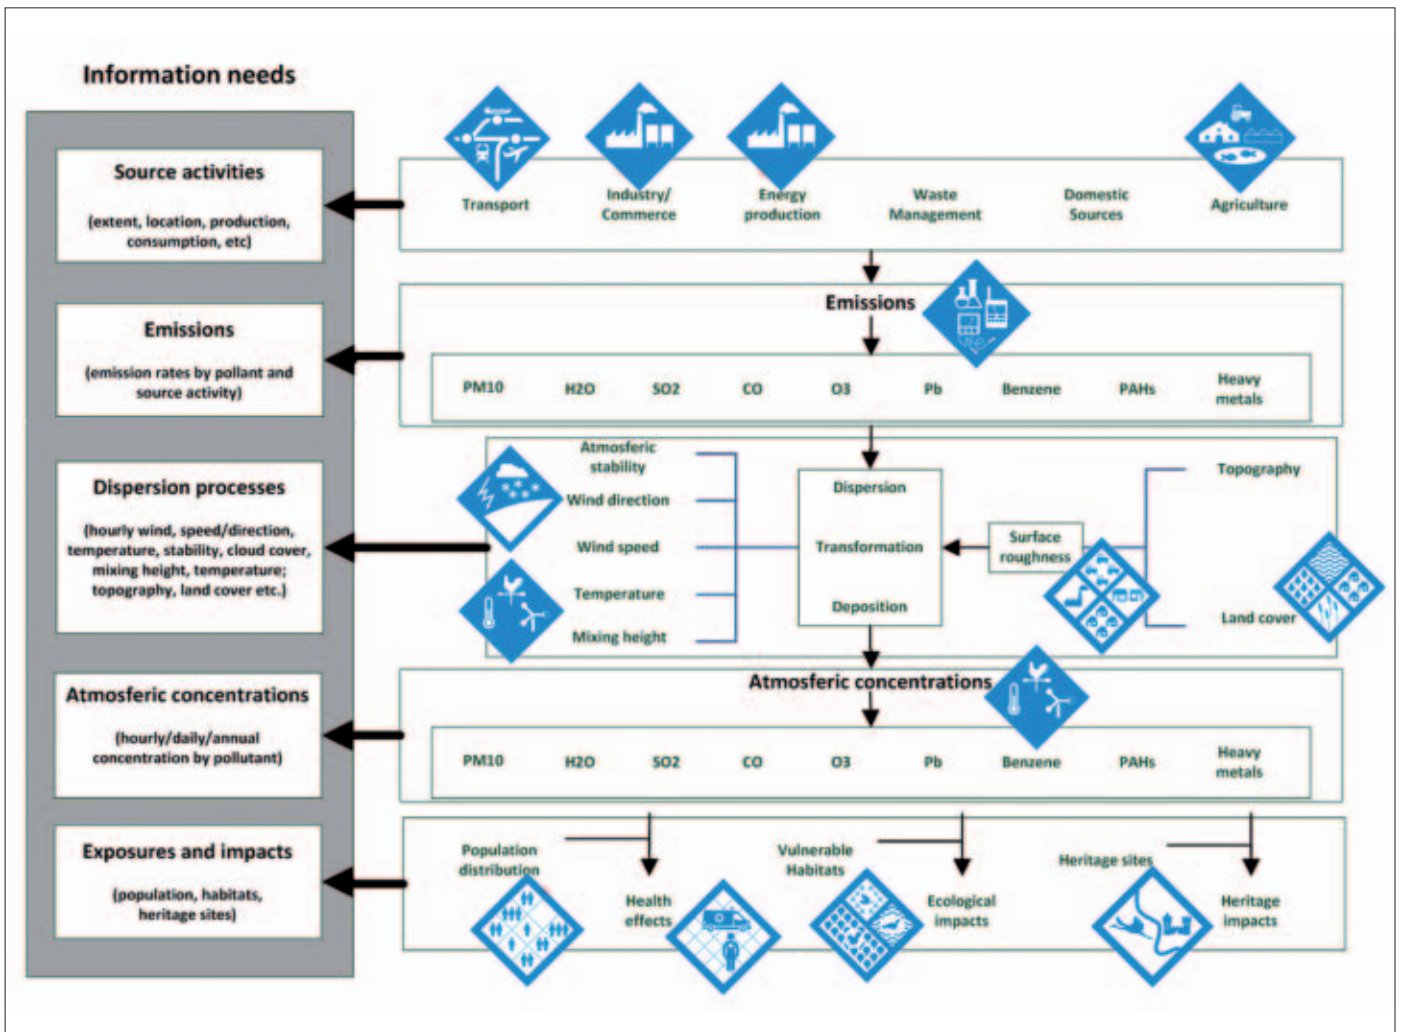 Information needs
Source activities
(extent, location, production,
consumption, etc)
Emissions
(emission rates by pollant and
source activity)
Dispersion processes
(hourly wind, speed/direction,
temperature, stability, cloud cover,
mixing height, temperature;
topography, land cover etc.)
Atmosferic concentrations
(hourly/daily/annual
concentration by pollutant)
Exposures and impacts
(population, habitats,
heritage sites)
Transport
Industry/
Commerce
Energy
production
Waste
Management
Domestic
Sources
Agriculture
Emissions
PM10
H2O
SO2
CO
O3
Pb
Benzene
PAHs
Heavy
metals
Atmosferic
stability
Wind direction
Wind speed
Temperature
Mixing height
Dispersion
Transformation
Deposition
Surface
roughness
Topography
Land cover
Atmosferic concentrations
PM10
H2O
SO2
CO
O3
Pb
Benzene
PAHs
Heavy
metals
Population
distribution
Health
effects
Vulnerable
Habitats
Ecological
impacts
Heritage sites
Heritage
impacts